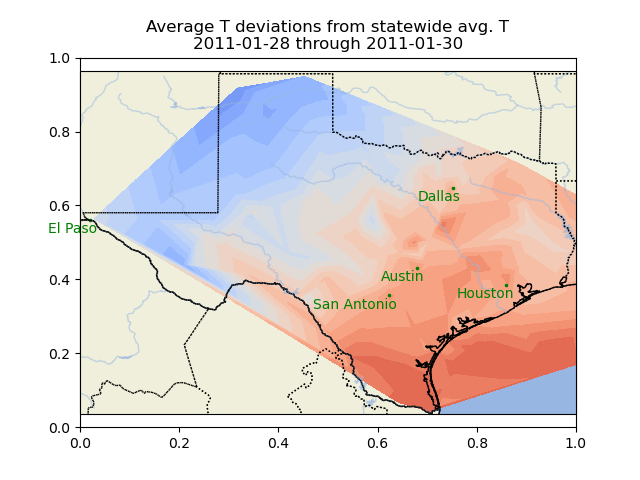 Average T deviations from statewide avg. T
2011-01-28 through 2011-01-30
1.0
0.8
0.6
0.4
0.2
0.0
Dallas
El Paso
Austin
Houston
San Antonio
0.0 0.2 0.4 0.6 0.8 1.0